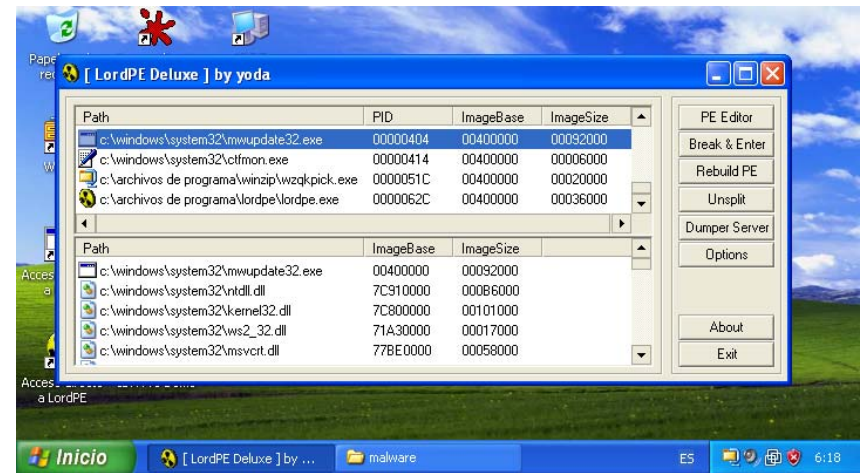 Pape
rec
[ LordPE Deluxe ] by yoda
Path PID ImageBase ImageSize
c:\windows\system32\mwupdate32.exe 00000404 00400000 00092000
c:\windows\system32\ctfmon.exe 00000414 00400000 00006000
c:\archivos de programa\winzip\wzqkpick.exe 0000051C 00400000 00020000
c:\archivos de programa\lordpe\lordpe.exe 0000062C 00400000 00036000
Path ImageBase ImageSize
c:\windows\system32\mwupdate32.exe 00400000 00092000
c:\windows\system32\ntdll.dll 7C910000 000B6000
c:\windows\system32\kernel32.dll 7C800000 00101000
c:\windows\system32\ws2_32.dll 71A30000 00017000
c:\windows\system32\msvcrt.dll 77BE0000 00058000
PE Editor
Break & Enter
Rebuild PE
Unsplit
Dumper Server
Options
About
Exit
W
Acces
a
Acces
a LordPE
Inicio
[ LordPE Deluxe ] by ...
malware
ES
6:18